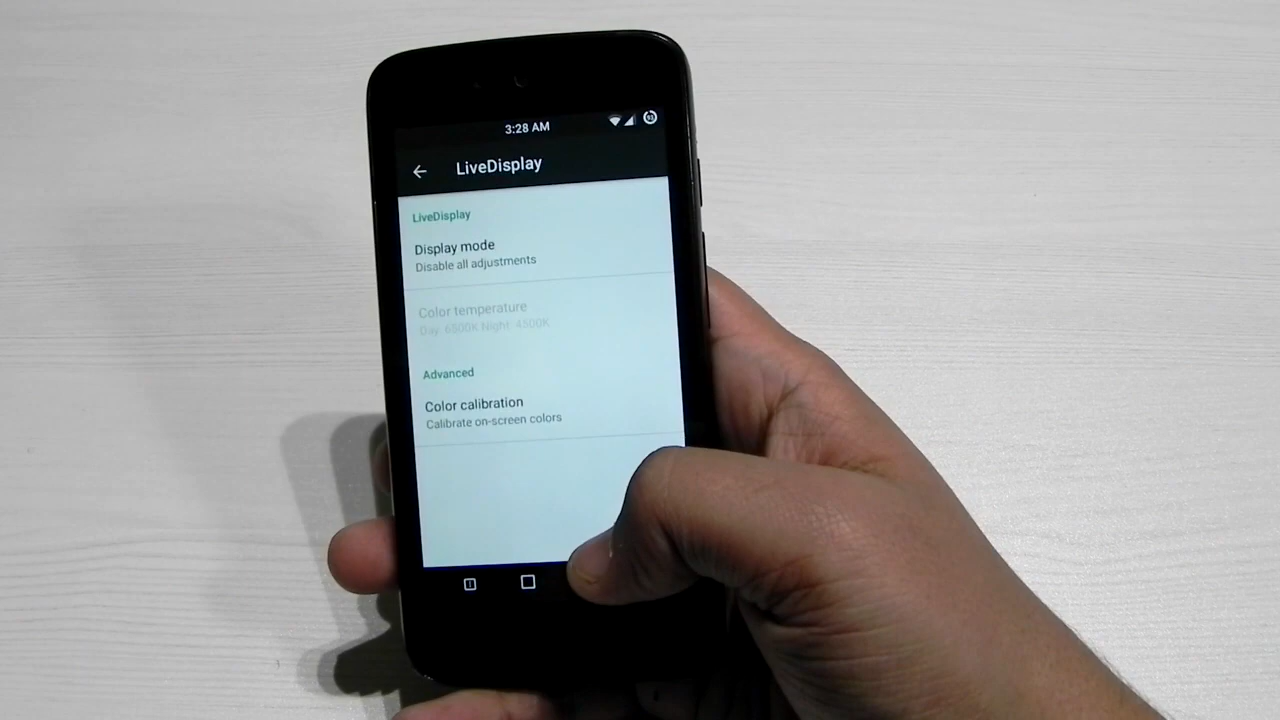 3:28 AM
LiveDisplay
LiveDisplay
Display mode
Disable all adjustments
Color temperature
Day: 6500K Night: 4500K
Advanced
Color calibration
Calibrate on-screen colors